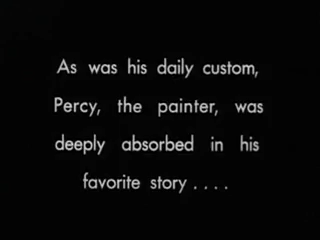 As was his daily custom,
Percy, the painter, was
deeply absorbed in his
favorite story . . . .